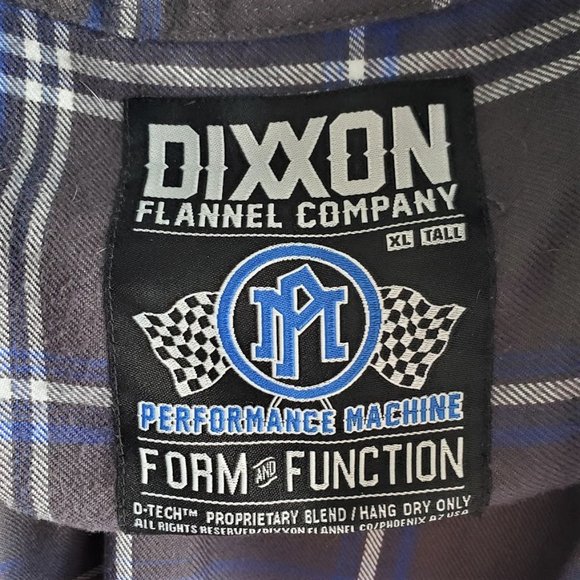 DIXXON
FLANNEL COMPANY
XL TALL
PM
PERFORMANCE MACHINE
FORM AND FUNCTION
D-TECH™ PROPRIETARY BLEND / HANG DRY ONLY
ALL RIGHTS RESERVED/DIXXON FLANNEL CO/PHOENIX AZ USA